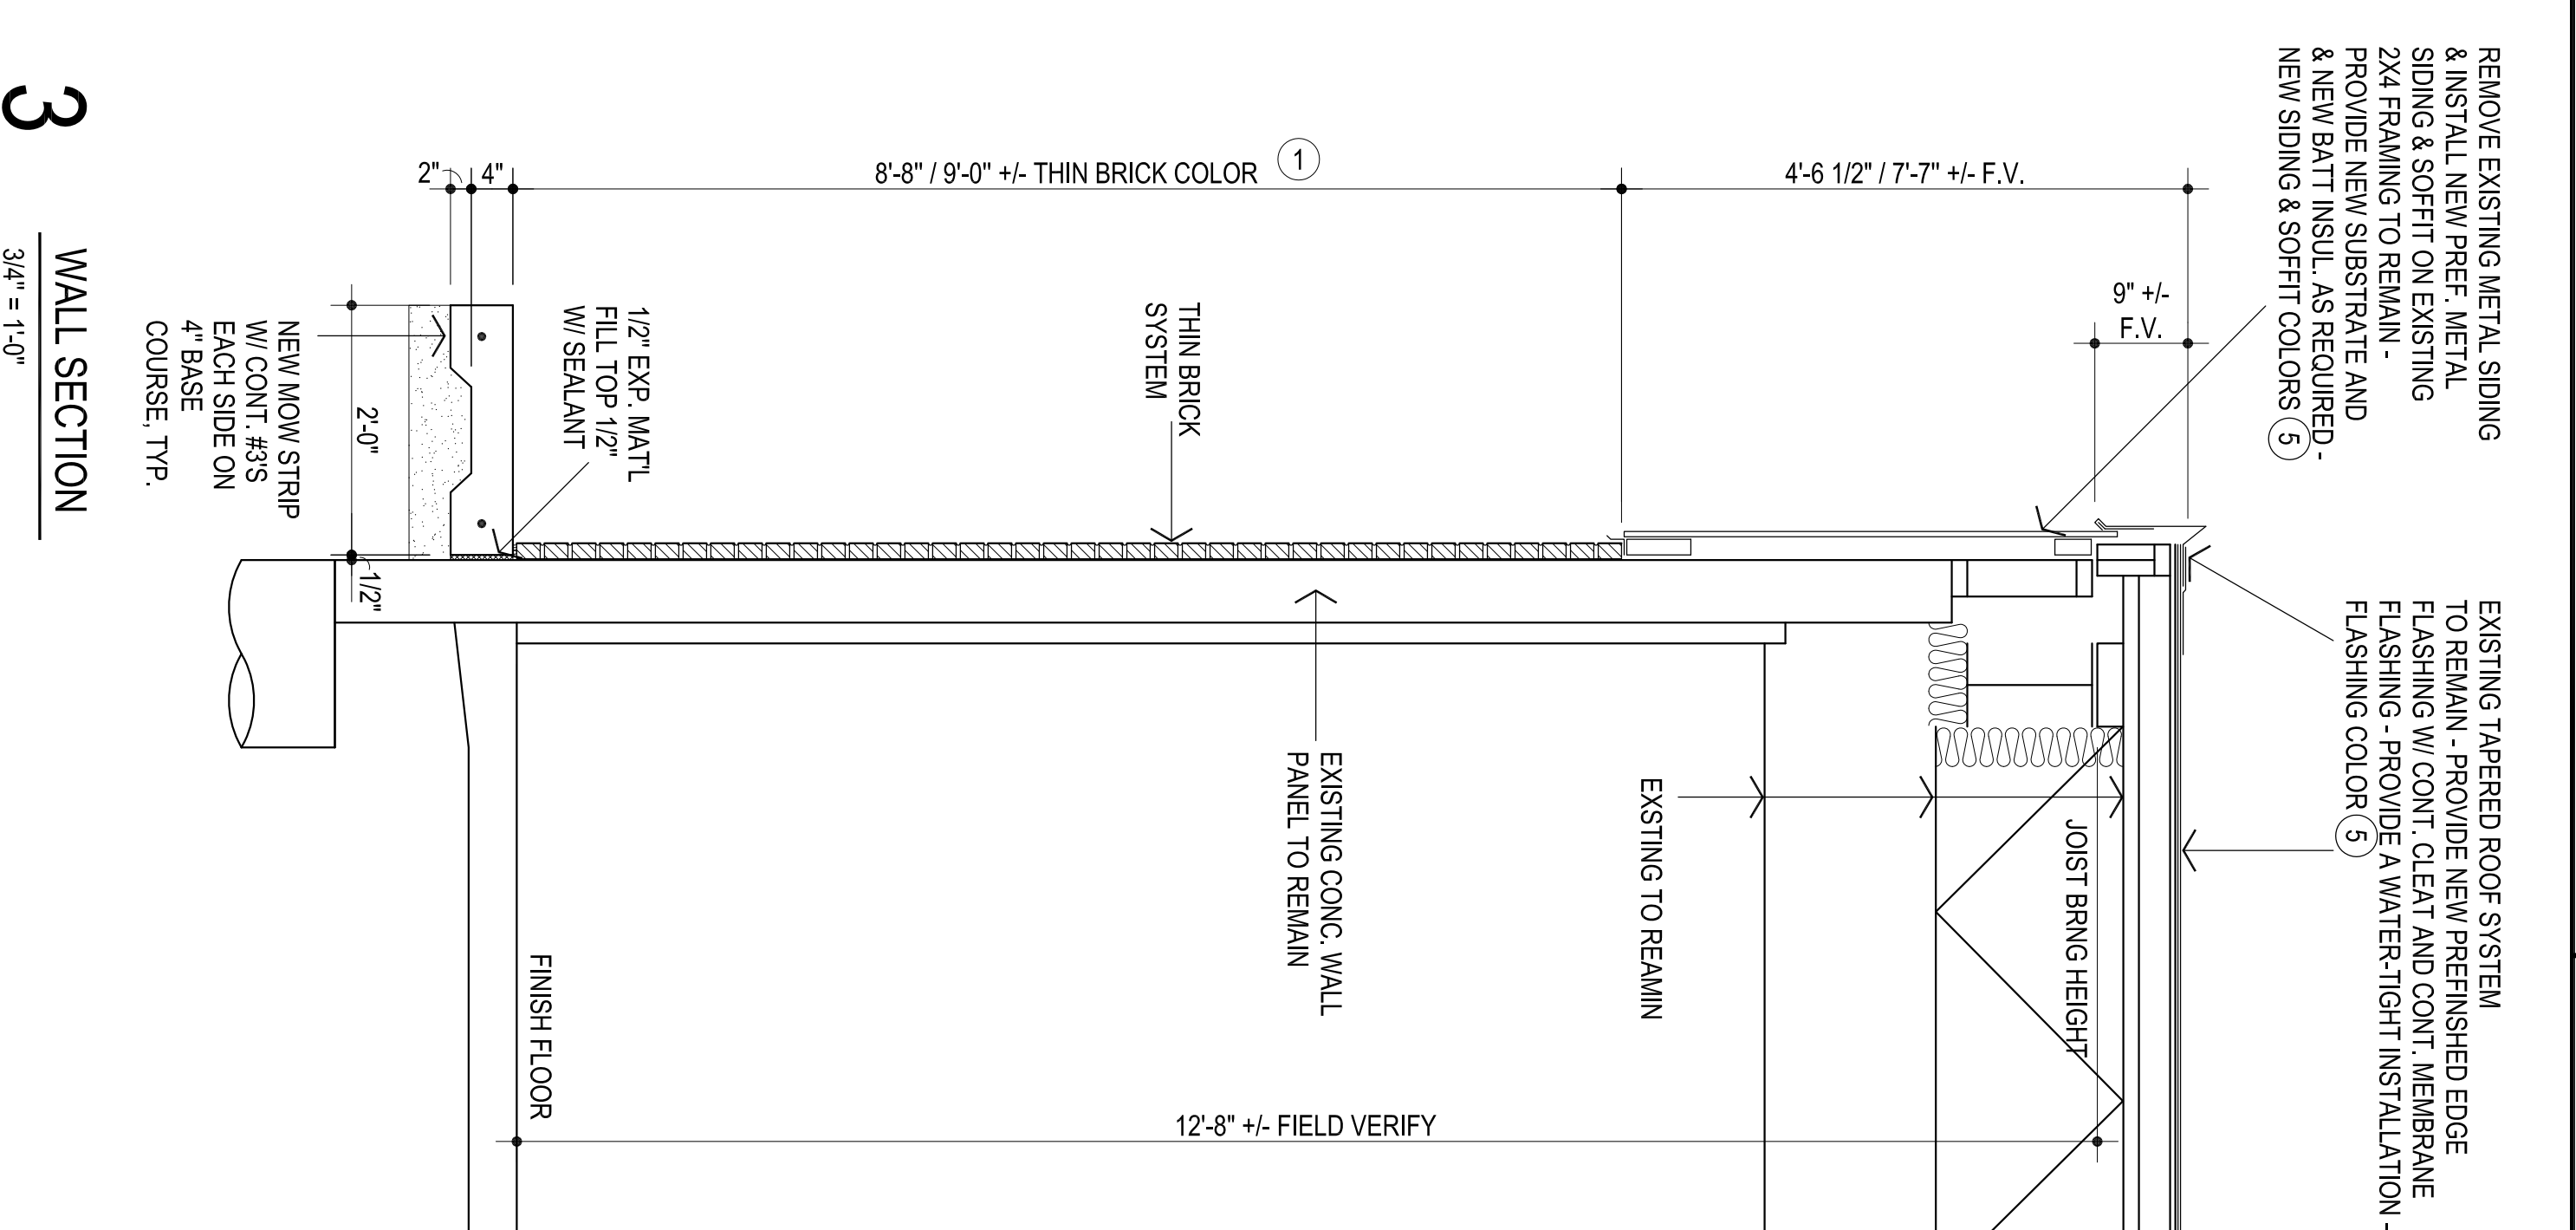 REMOVE EXISTING METAL SIDING
& INSTALL NEW PREF. METAL
SIDING & SOFFIT ON EXISTING
2X4 FRAMING TO REMAIN -
PROVIDE NEW SUBSTRATE AND
& NEW BATT INSUL. AS REQUIRED -
NEW SIDING & SOFFIT COLORS 5
EXISTING TAPERED ROOF SYSTEM
TO REMAIN - PROVIDE NEW PREFINSHED EDGE
FLASHING W/ CONT. CLEAT AND CONT. MEMBRANE
FLASHING - PROVIDE A WATER-TIGHT INSTALLATION -
FLASHING COLOR 5
4'-6 1/2" / 7'-7" +/- F.V.
9" +/-
F.V.
JOIST BRNG HEIGHT
EXSTING TO REAMIN
8'-8" / 9'-0" +/- THIN BRICK COLOR 1
THIN BRICK
SYSTEM
EXISTING CONC. WALL
PANEL TO REMAIN
12'-8" +/- FIELD VERIFY
1/2" EXP. MAT'L
FILL TOP 1/2"
W/ SEALANT
FINISH FLOOR
4"
2"
2'-0"
1/2"
NEW MOW STRIP
W/ CONT. #3'S
EACH SIDE ON
4" BASE
COURSE, TYP.
3
WALL SECTION
3/4" = 1'-0"